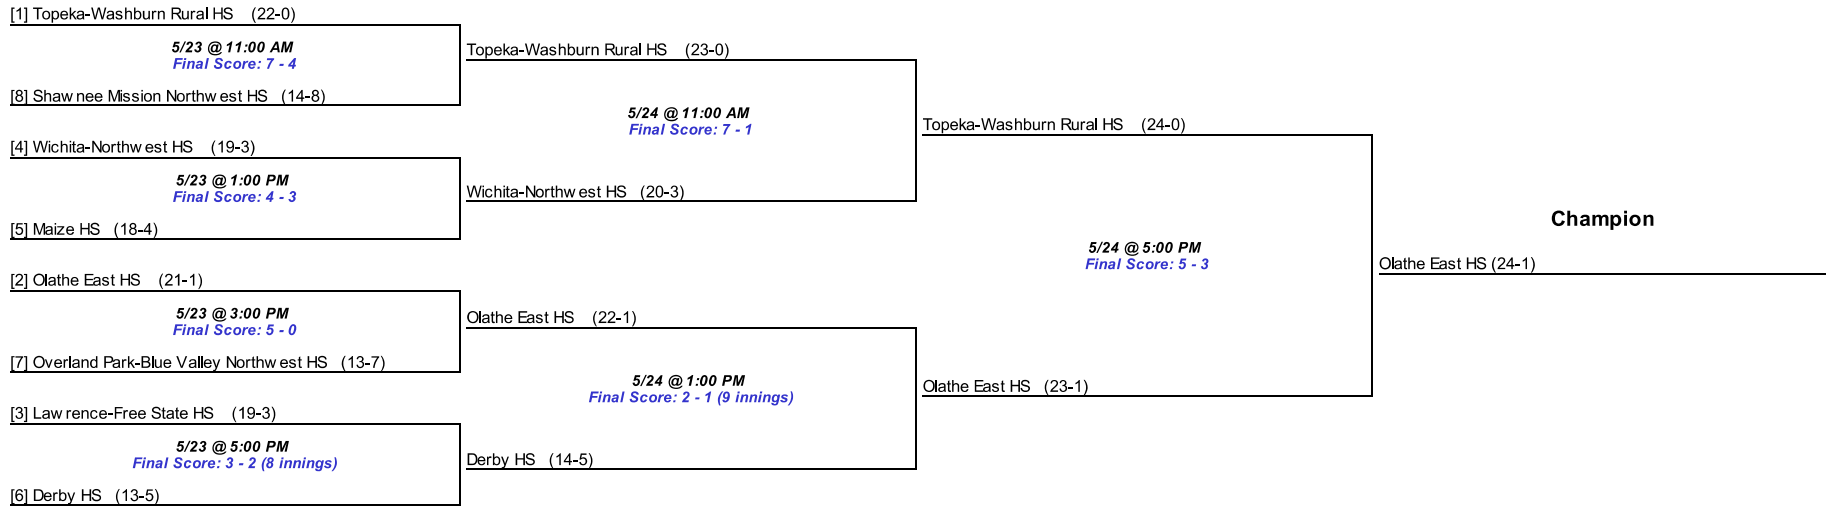 [1] Topeka-Washburn Rural HS (22-0)
5/23 @ 11:00 AM
Final Score: 7 - 4
[8] Shawnee Mission Northwest HS (14-8)
[4] Wichita-Northwest HS (19-3)
5/23 @ 1:00 PM
Final Score: 4 - 3
[5] Maize HS (18-4)
[2] Olathe East HS (21-1)
5/23 @ 3:00 PM
Final Score: 5 - 0
[7] Overland Park-Blue Valley Northwest HS (13-7)
[3] Lawrence-Free State HS (19-3)
5/23 @ 5:00 PM
Final Score: 3 - 2 (8 innings)
[6] Derby HS (13-5)
Topeka-Washburn Rural HS (23-0)
5/24 @ 11:00 AM
Final Score: 7 - 1
Wichita-Northwest HS (20-3)
Olathe East HS (22-1)
5/24 @ 1:00 PM
Final Score: 2 - 1 (9 innings)
Derby HS (14-5)
Topeka-Washburn Rural HS (24-0)
5/24 @ 5:00 PM
Final Score: 5 - 3
Olathe East HS (23-1)
Champion
Olathe East HS (24-1)